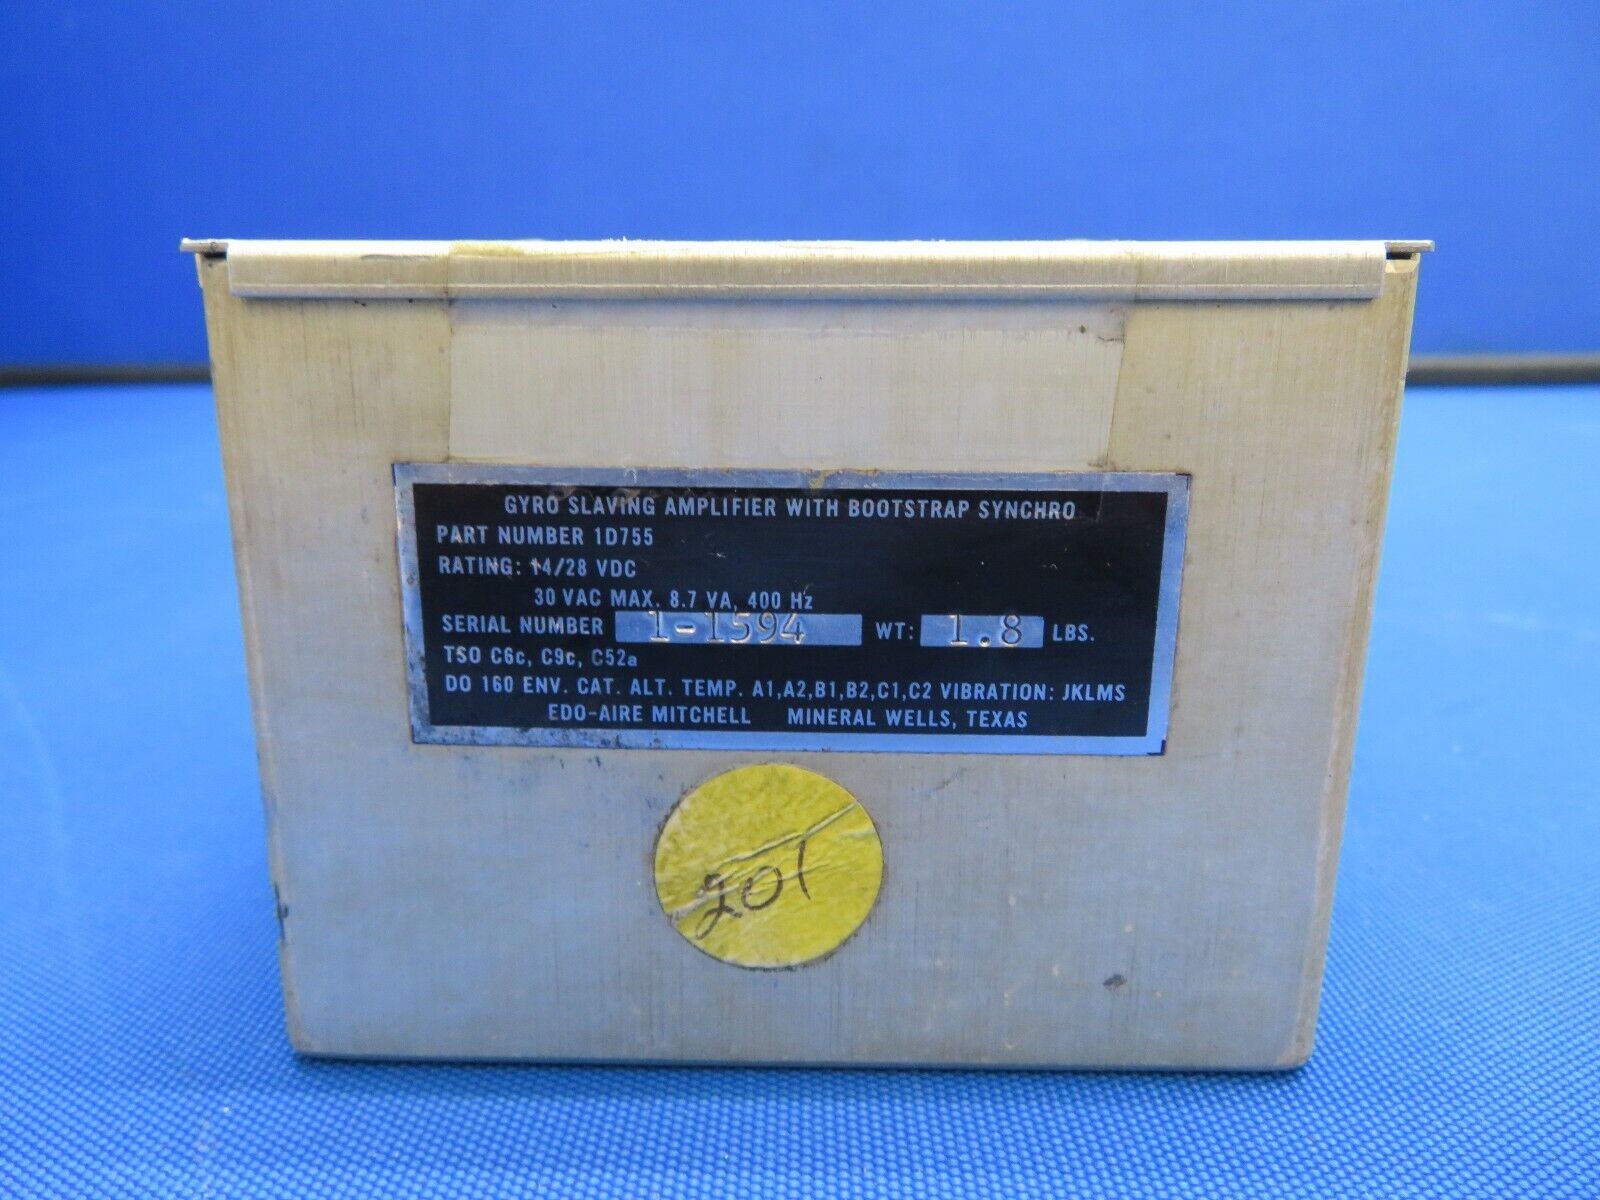 GYRO SLAVING AMPLIFIER WITH BOOTSTRAP SYNCHRO
PART NUMBER 1D755
RATING: 14/28 VDC
30 VAC MAX, 8.7 VA, 400 Hz
SERIAL NUMBER 1-1594 WT: 1.8 LBS.
TSO C6c, C9c, C52a
DO 160 ENV. CAT. ALT. TEMP. A1,A2,B1,B2,C1,C2 VIBRATION: JKLMS
EDO-AIRE MITCHELL MINERAL WELLS, TEXAS
201